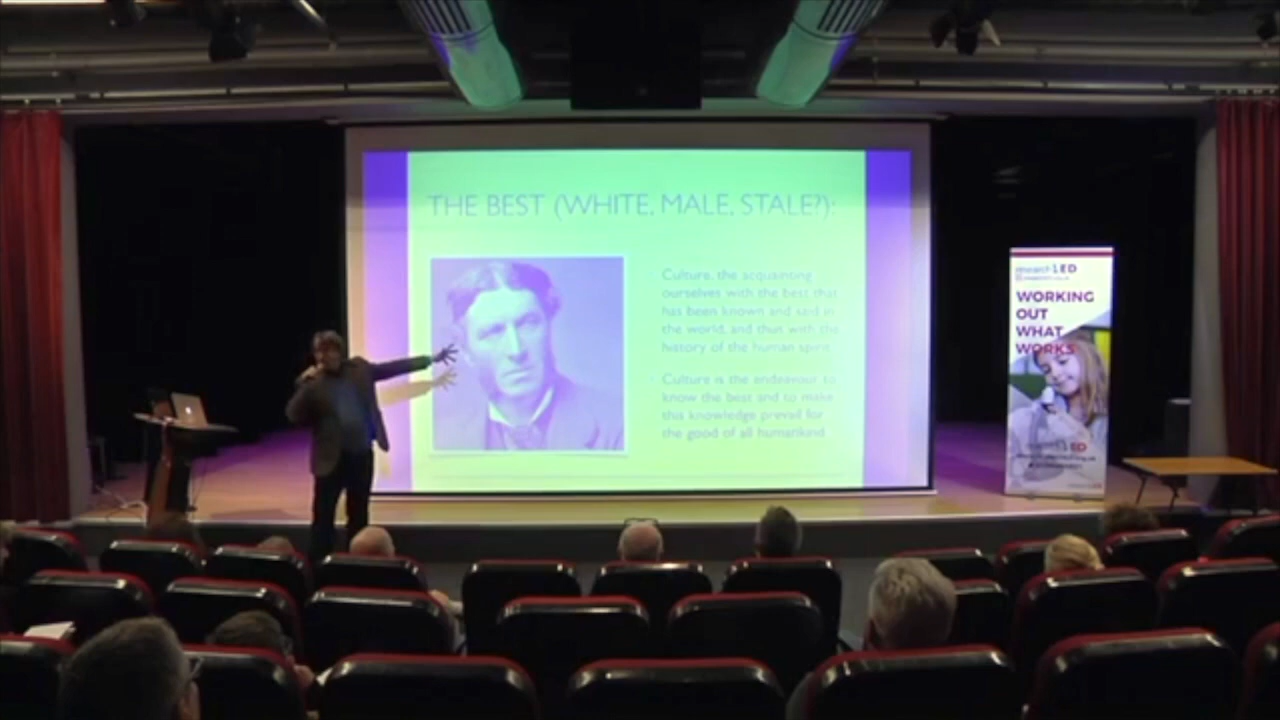 THE BEST (WHITE, MALE, STALE?):
Culture, the acquainting
ourselves with the best that
has been known and said in
the world, and thus with the
history of the human spirit.
Culture is the endeavour to
know the best and to make
this knowledge prevail for
the good of all humankind
researchED
WORKING
OUT
WHAT
WORKS